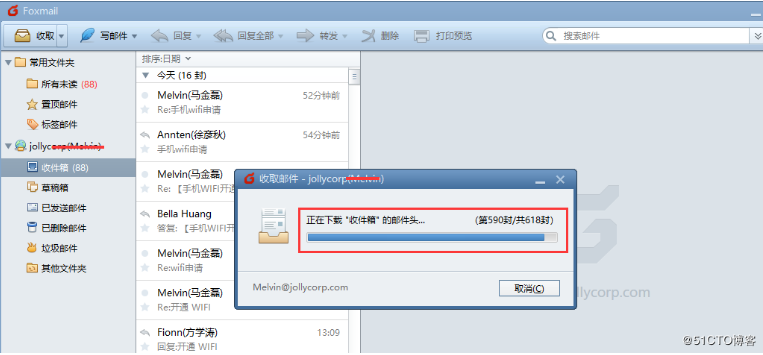 Foxmail
收取 写邮件 回复 回复全部 转发 删除 打印预览 搜索邮件
常用文件夹
所有未读 (88)
置顶邮件
标签邮件
jollycorp(Melvin)
收件箱 (88)
草稿箱
已发送邮件
已删除邮件
垃圾邮件
其他文件夹
排序:日期
今天 (16 封)
Melvin(马金磊) 52分钟前
Re:手机wifi申请
Annten(徐彦秋) 54分钟前
手机wifi申请
Melvin(马金磊)
Re: 【手机WIFI开通
Bella Huang
答复: 【手机WIFI开
Melvin(马金磊)
Re:wifi申请
Melvin(马金磊)
Re:开通 WIFI
Fionn(方学涛) 13:09
回复:开通 WIFI
收取邮件 - jollycorp(Melvin)
正在下载 "收件箱" 的邮件头... (第590封/共618封)
Melvin@jollycorp.com 取消(C)
llycorp.com
@51CTO博客